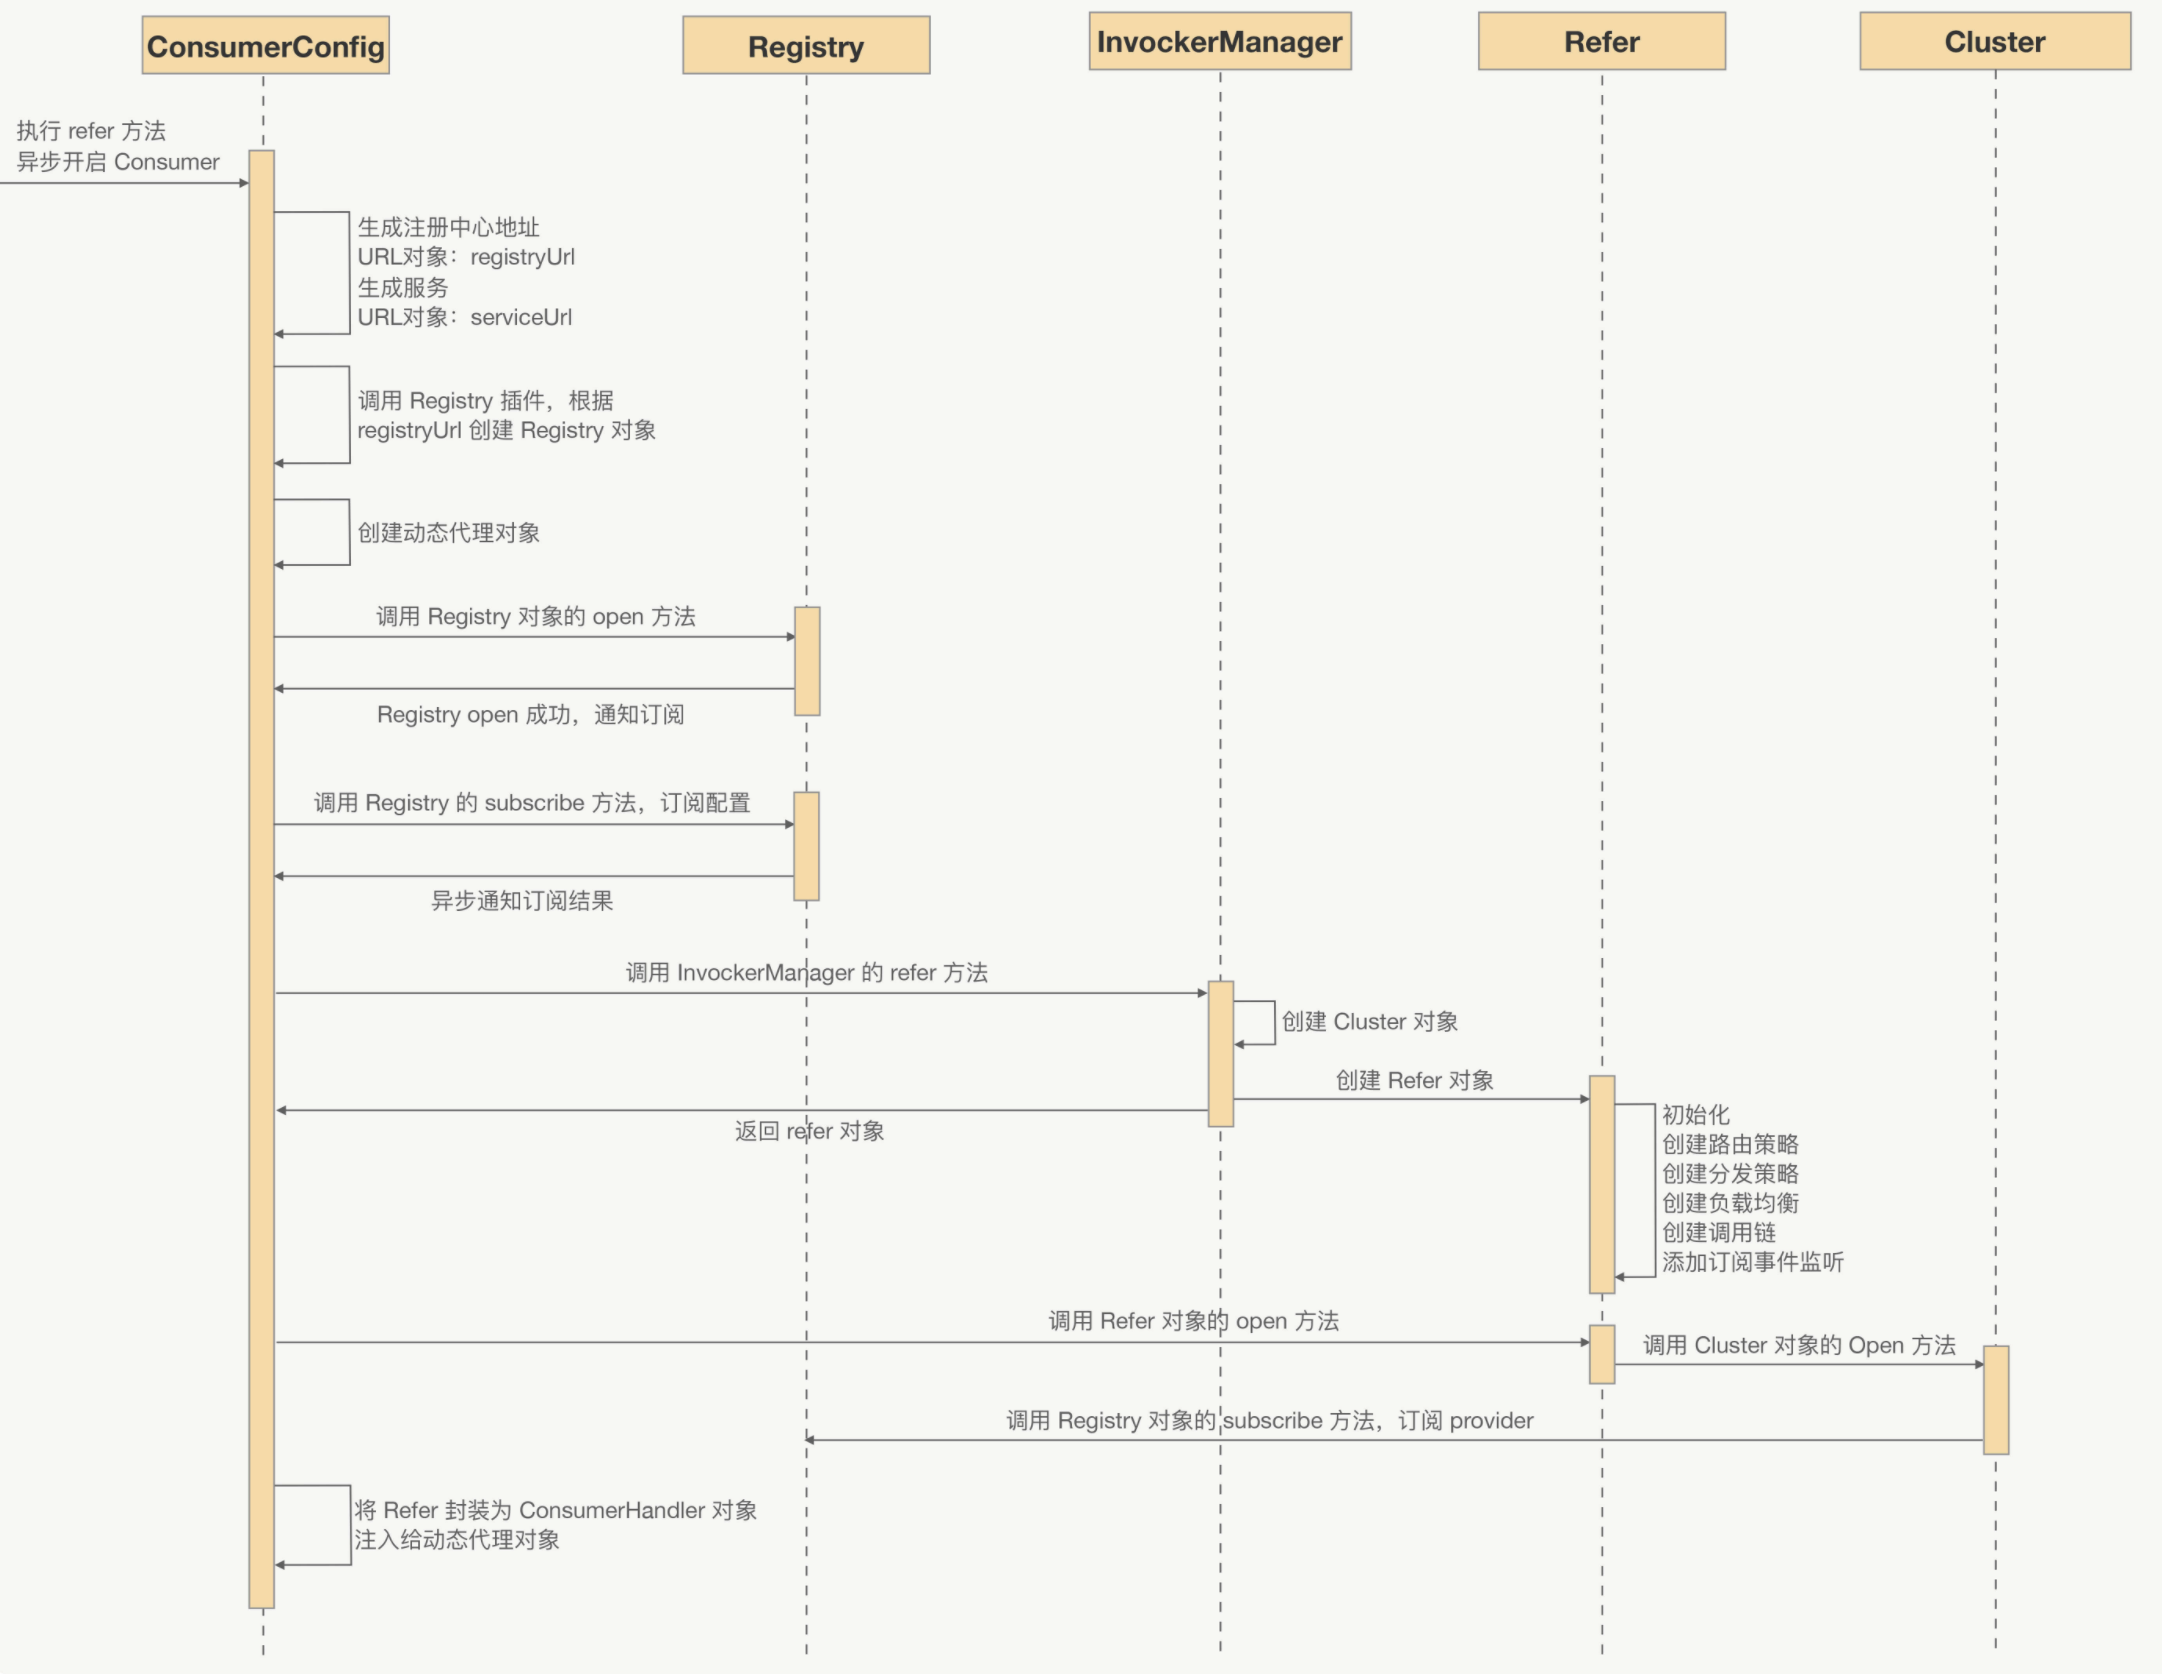 ConsumerConfig
Registry
InvockerManager
Refer
Cluster
执行 refer 方法
异步开启 Consumer
生成注册中心地址
URL对象：registryUrl
生成服务
URL对象：serviceUrl
调用 Registry 插件，根据
registryUrl 创建 Registry 对象
创建动态代理对象
调用 Registry 对象的 open 方法
Registry open 成功，通知订阅
调用 Registry 的 subscribe 方法，订阅配置
异步通知订阅结果
调用 InvockerManager 的 refer 方法
创建 Cluster 对象
创建 Refer 对象
返回 refer 对象
初始化
创建路由策略
创建分发策略
创建负载均衡
创建调用链
添加订阅事件监听
调用 Refer 对象的 open 方法
调用 Cluster 对象的 Open 方法
调用 Registry 对象的 subscribe 方法，订阅 provider
将 Refer 封装为 ConsumerHandler 对象
注入给动态代理对象